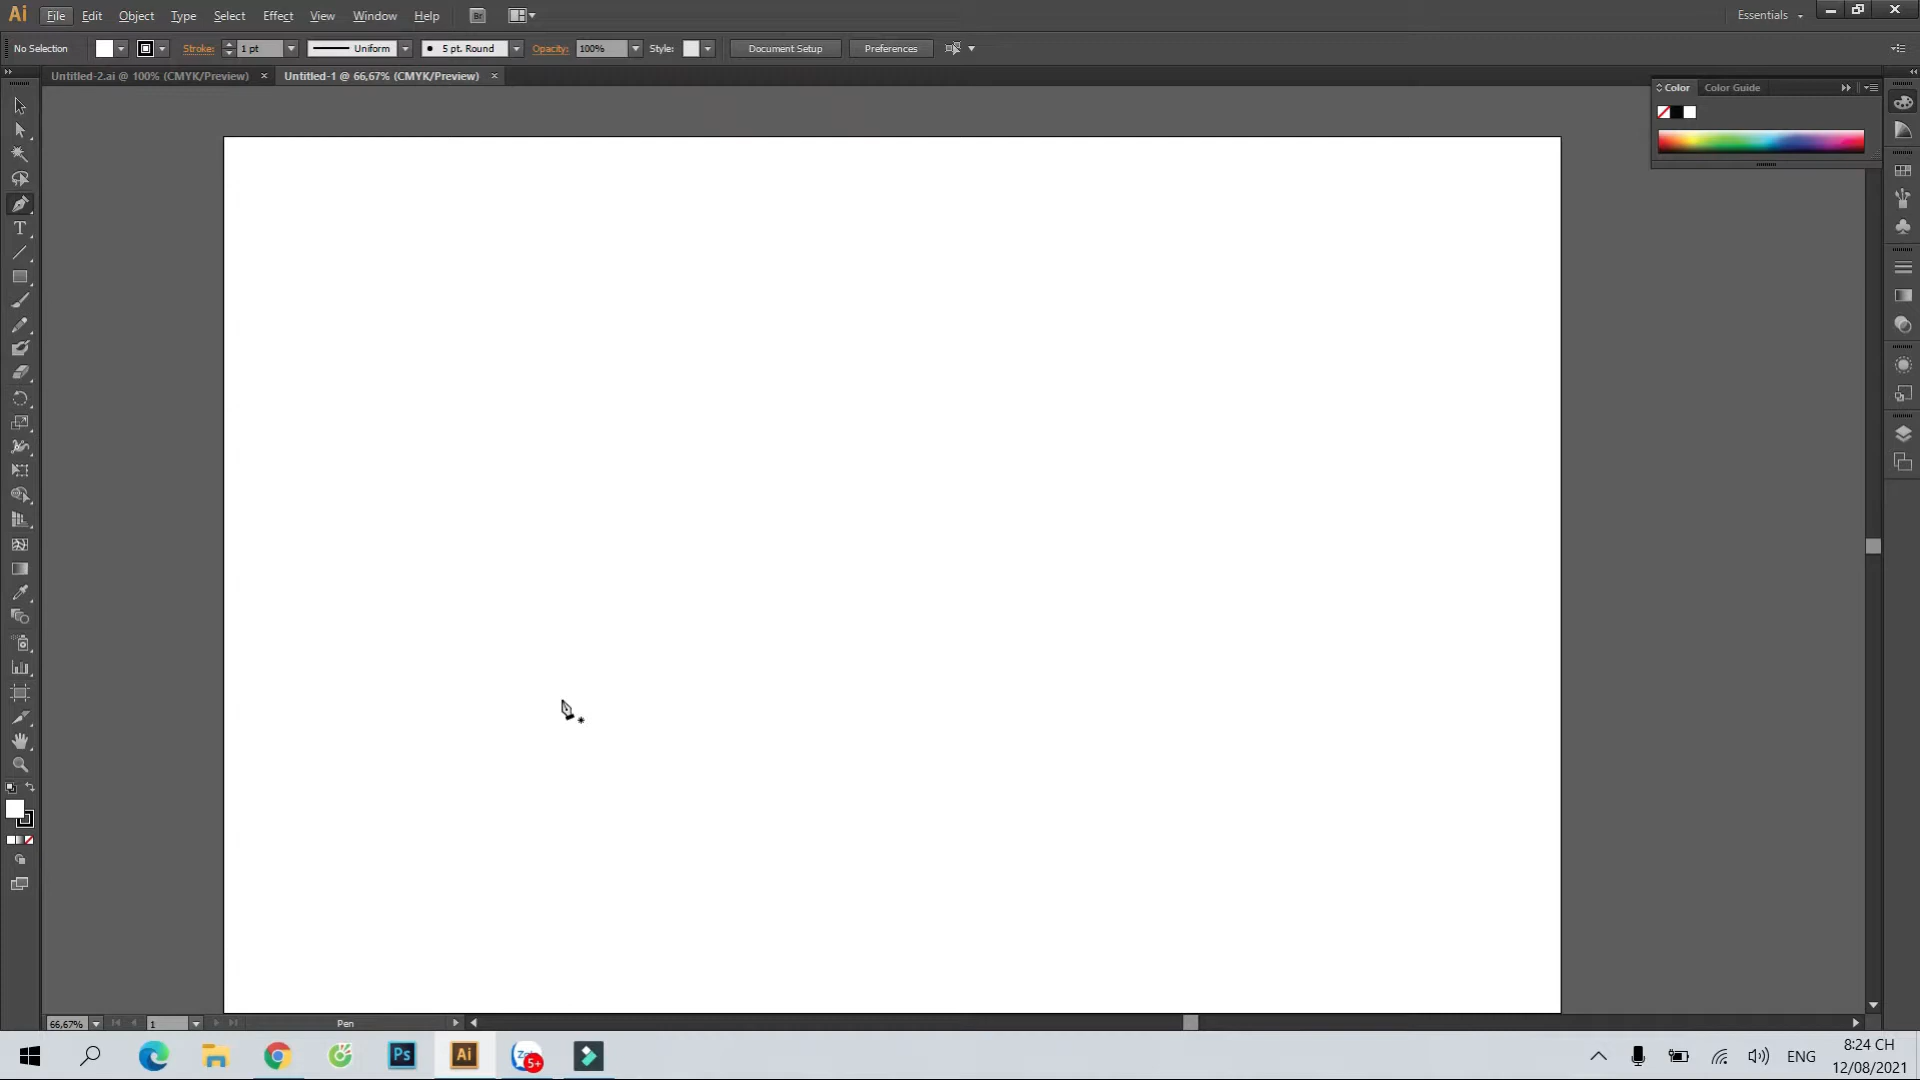 Ai File Edit Object Type Select Effect View Window Help Br Essentials
No Selection Stroke: 1 pt Uniform 5 pt. Round Opacity: 100% Style: Document Setup Preferences
Untitled-2.ai @ 100% (CMYK/Preview) Untitled-1 @ 66,67% (CMYK/Preview)
Color Color Guide
T
66,67% 1 Pen
Ps Ai 5+ ENG
8:24 CH
12/08/2021